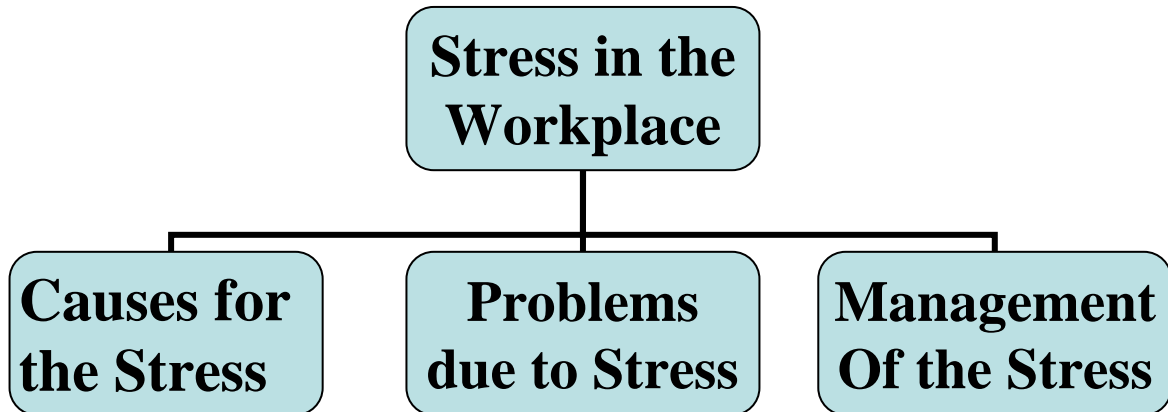 Stress in the
Workplace
Causes for
the Stress
Problems
due to Stress
Management
Of the Stress